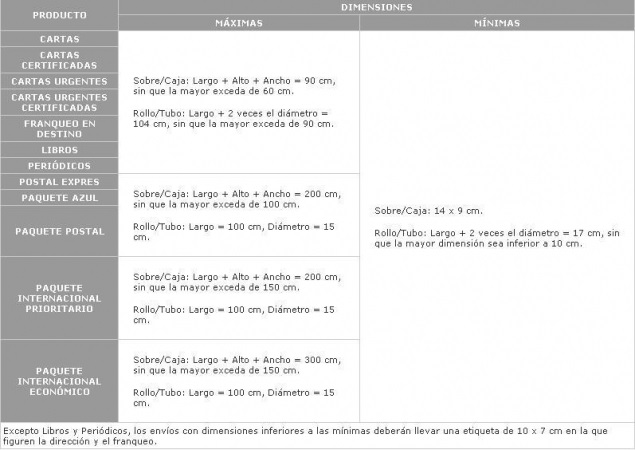 PRODUCTO
DIMENSIONES
MÁXIMAS
MÍNIMAS
CARTAS
CARTAS
CERTIFICADAS
CARTAS URGENTES
CARTAS URGENTES
CERTIFICADAS
FRANQUEO EN
DESTINO
LIBROS
PERIÓDICOS
Sobre/Caja: Largo + Alto + Ancho = 90 cm,
sin que la mayor exceda de 60 cm.
Rollo/Tubo: Largo + 2 veces el diámetro =
104 cm, sin que la mayor exceda de 90 cm.
POSTAL EXPRES
PAQUETE AZUL
PAQUETE POSTAL
Sobre/Caja: Largo + Alto + Ancho = 200 cm,
sin que la mayor exceda de 100 cm.
Rollo/Tubo: Largo = 100 cm, Diámetro = 15
cm.
PAQUETE
INTERNACIONAL
PRIORITARIO
Sobre/Caja: Largo + Alto + Ancho = 200 cm,
sin que la mayor exceda de 150 cm.
Rollo/Tubo: Largo = 100 cm, Diámetro = 15
cm.
PAQUETE
INTERNACIONAL
ECONÓMICO
Sobre/Caja: Largo + Alto + Ancho = 300 cm,
sin que la mayor exceda de 150 cm.
Rollo/Tubo: Largo = 100 cm, Diámetro = 15
cm.
Sobre/Caja: 14 x 9 cm.
Rollo/Tubo: Largo + 2 veces el diámetro = 17 cm, sin
que la mayor dimensión sea inferior a 10 cm.
Excepto Libros y Periódicos, los envíos con dimensiones inferiores a las mínimas deberán llevar una etiqueta de 10 x 7 cm en la que
figuren la dirección y el franqueo.